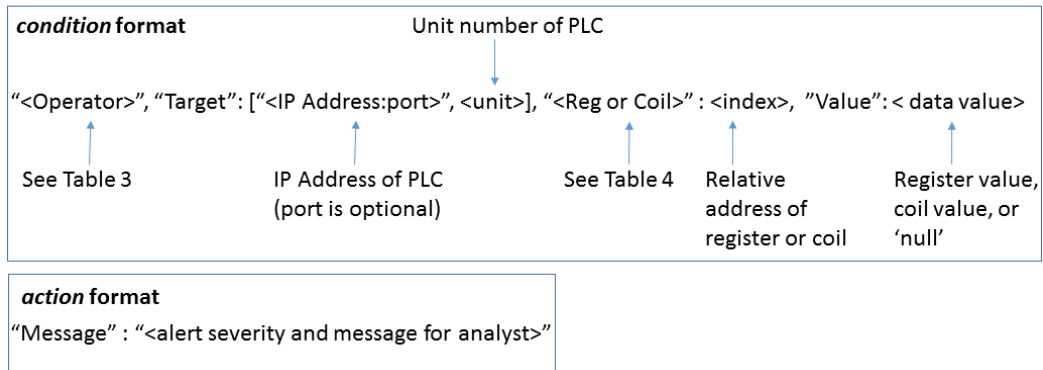 condition format
Unit number of PLC
“<Operator>”, “Target”: [“<IP Address:port>”, <unit>], “<Reg or Coil>” : <index>, ”Value”: < data value>
See Table 3
IP Address of PLC
(port is optional)
See Table 4
Relative
address of
register or coil
Register value,
coil value, or
‘null’
action format
“Message” : “<alert severity and message for analyst>”